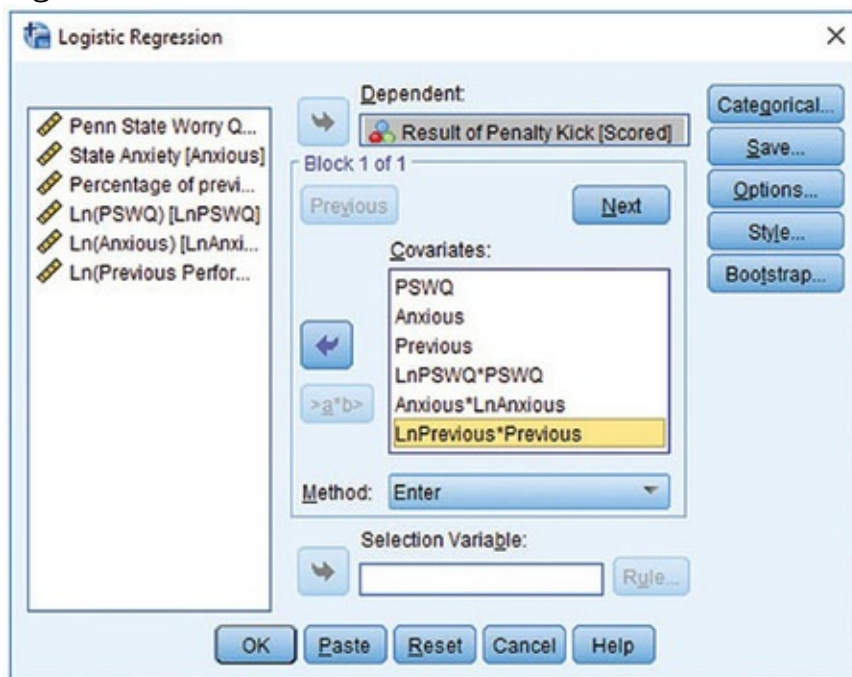 Logistic Regression
Penn State Worry Q...
State Anxiety [Anxious]
Percentage of previ...
Ln(PSWQ) [LnPSWQ]
Ln(Anxious) [LnAnxi...
Ln(Previous Perfor...
Dependent:
Result of Penalty Kick [Scored]
Block 1 of 1
Previous
Next
Covariates:
PSWQ
Anxious
Previous
LnPSWQ*PSWQ
Anxious*LnAnxious
LnPrevious*Previous
>a*b>
Method:
Enter
Selection Variable:
Rule...
Categorical...
Save...
Options...
Style...
Bootstrap...
OK
Paste
Reset
Cancel
Help